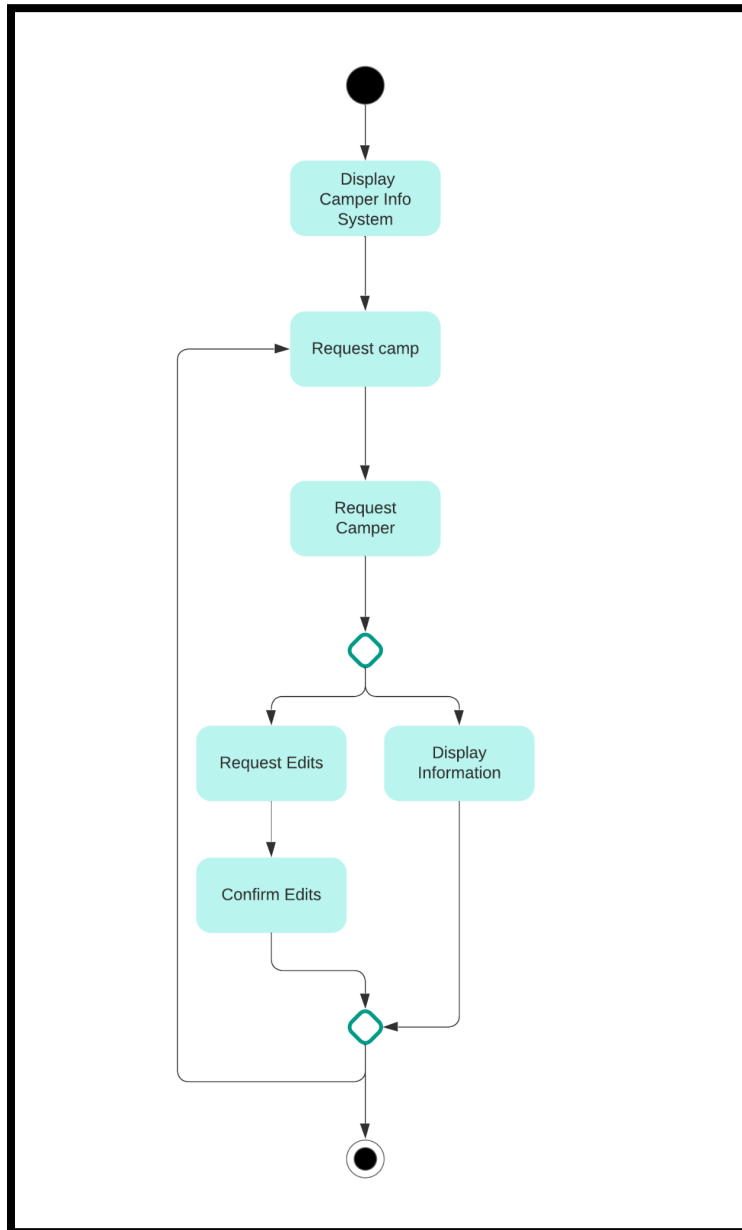 Display
Camper Info
System
Request camp
Request
Camper
Request Edits
Display
Information
Confirm Edits